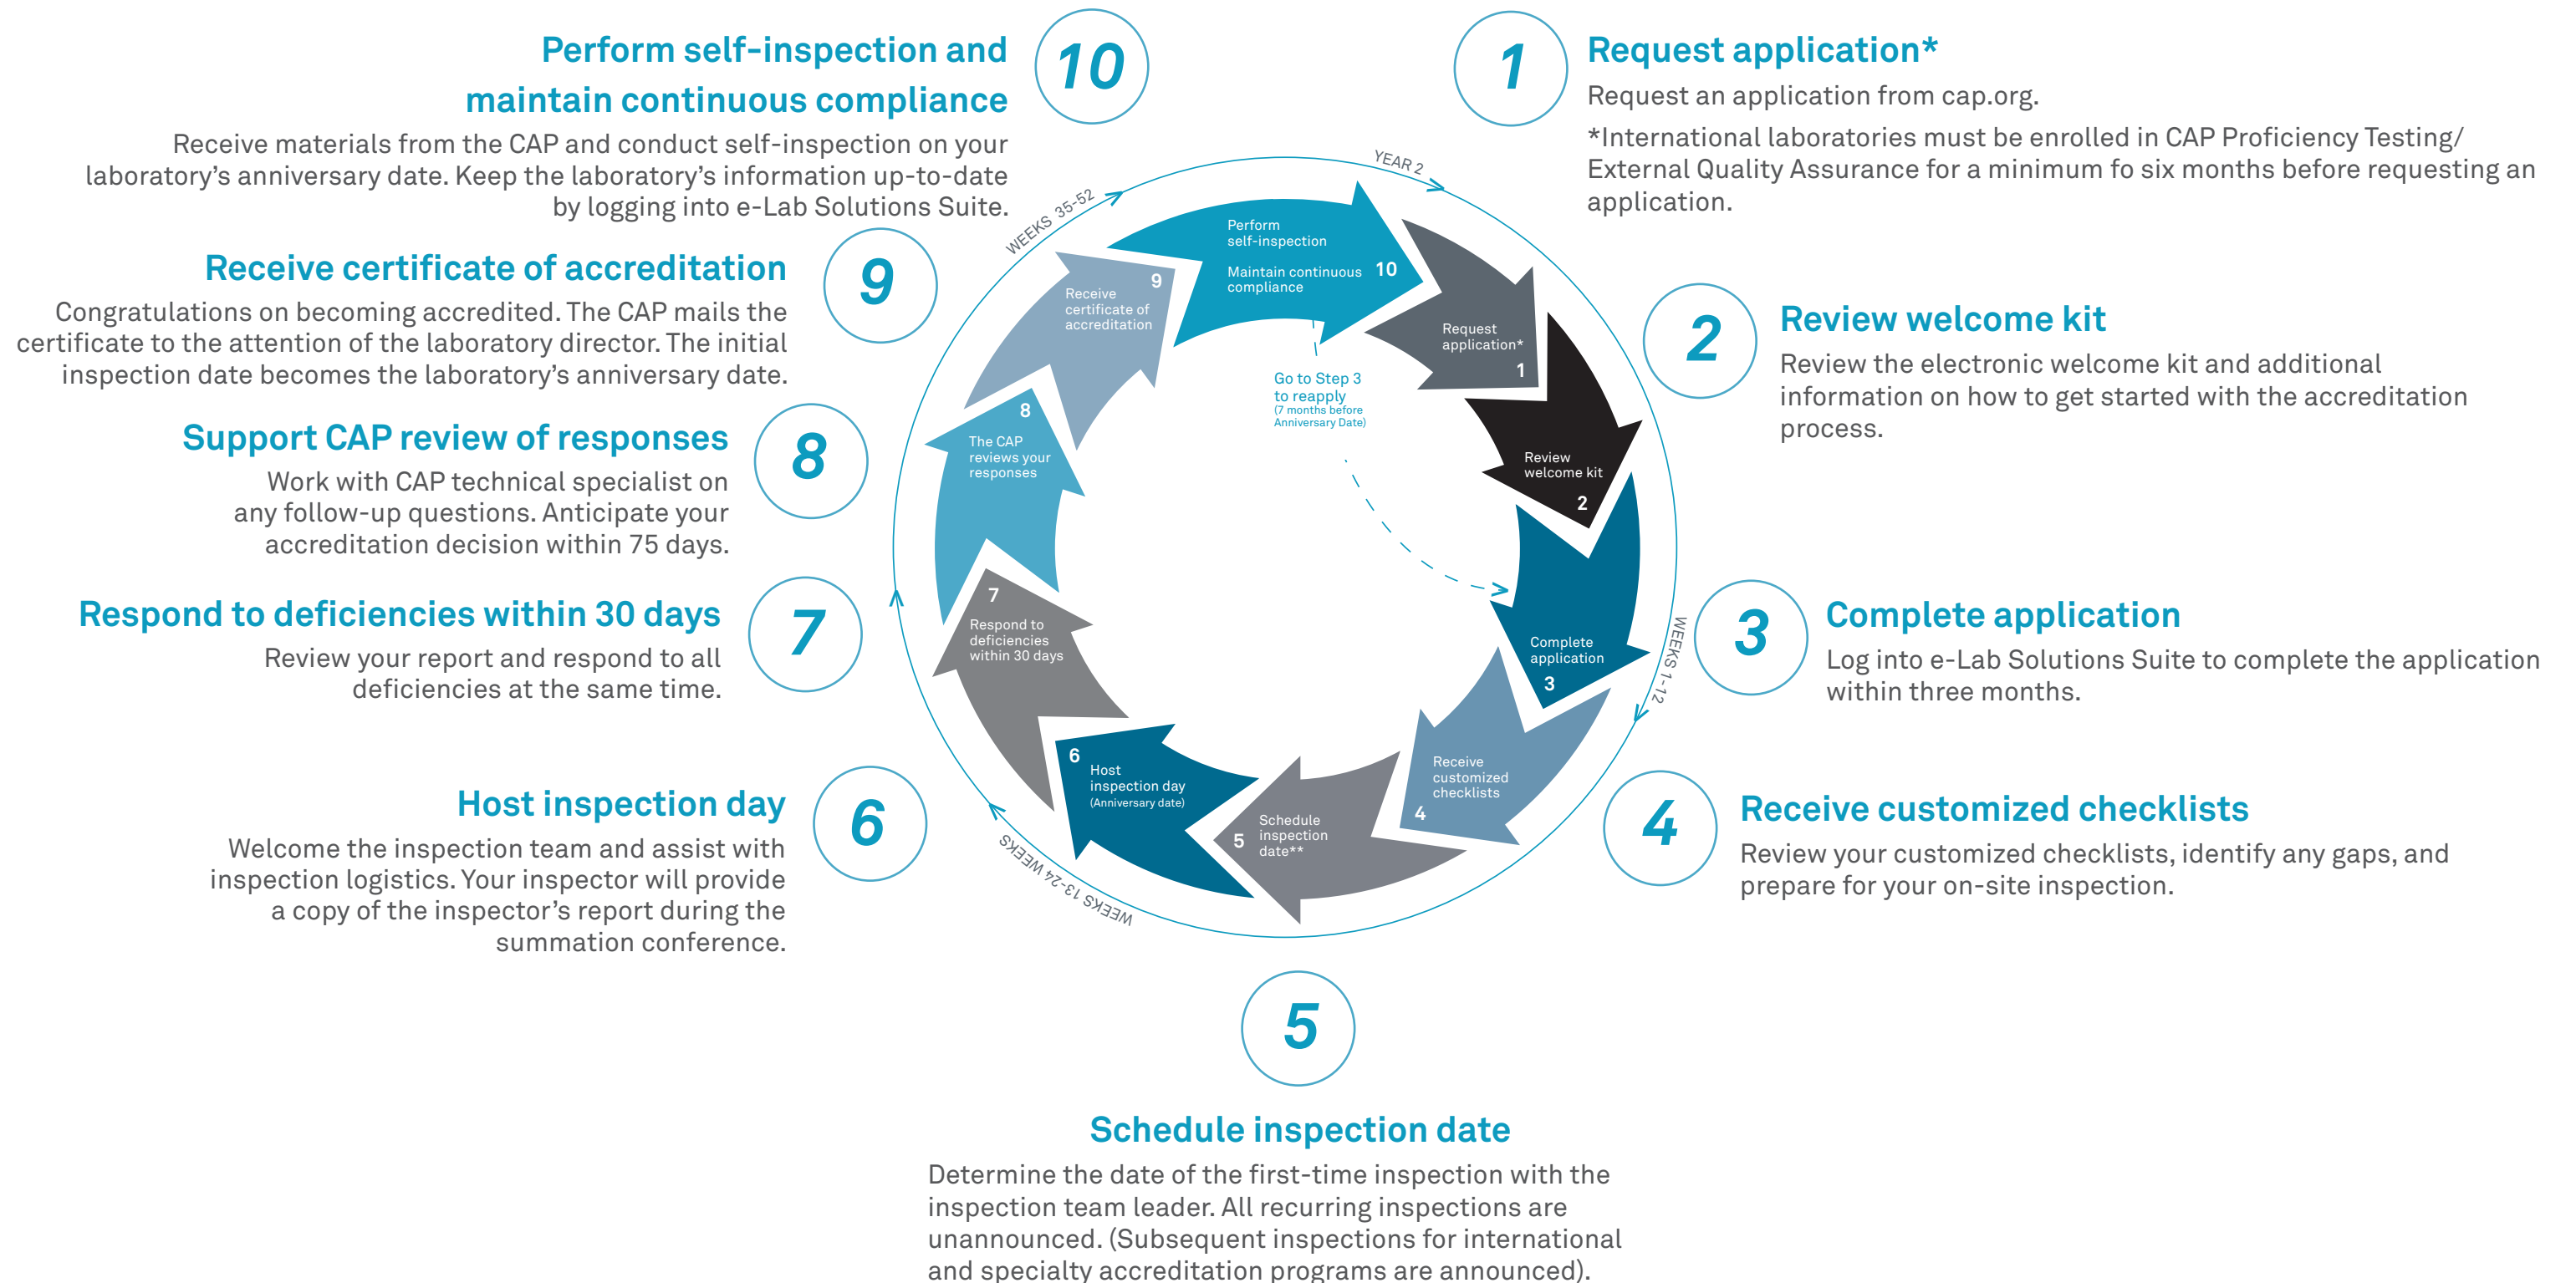 1
Request application*
Request an application from cap.org.
*International laboratories must be enrolled in CAP Proficiency Testing/
External Quality Assurance for a minimum fo six months before requesting an
application.
2
Review welcome kit
Review the electronic welcome kit and additional
information on how to get started with the accreditation
process.
3
Complete application
Log into e-Lab Solutions Suite to complete the application
within three months.
4
Receive customized checklists
Review your customized checklists, identify any gaps, and
prepare for your on-site inspection.
5
Schedule inspection date
Determine the date of the first-time inspection with the
inspection team leader. All recurring inspections are
unannounced. (Subsequent inspections for international
and specialty accreditation programs are announced).
6
Host inspection day
Welcome the inspection team and assist with
inspection logistics. Your inspector will provide
a copy of the inspector's report during the
summation conference.
7
Respond to deficiencies within 30 days
Review your report and respond to all
deficiencies at the same time.
8
Support CAP review of responses
Work with CAP technical specialist on
any follow-up questions. Anticipate your
accreditation decision within 75 days.
9
Receive certificate of accreditation
Congratulations on becoming accredited. The CAP mails the
certificate to the attention of the laboratory director. The initial
inspection date becomes the laboratory's anniversary date.
10
Perform self-inspection and
maintain continuous compliance
Receive materials from the CAP and conduct self-inspection on your
laboratory's anniversary date. Keep the laboratory's information up-to-date
by logging into e-Lab Solutions Suite.
YEAR 2
WEEKS 1-12
WEEKS 13-24 WEEKS
WEEKS 35-52
Request
application*
1
Review
welcome kit
2
Complete
application
3
Receive
customized
checklists
4
Schedule
inspection
date**
5
6
Host
inspection day
(Anniversary date)
7
Respond to
deficiencies
within 30 days
8
The CAP
reviews your
responses
9
Receive
certificate of
accreditation
Perform
self-inspection
Maintain continuous
compliance
10
Go to Step 3
to reapply
(7 months before
Anniversary Date)